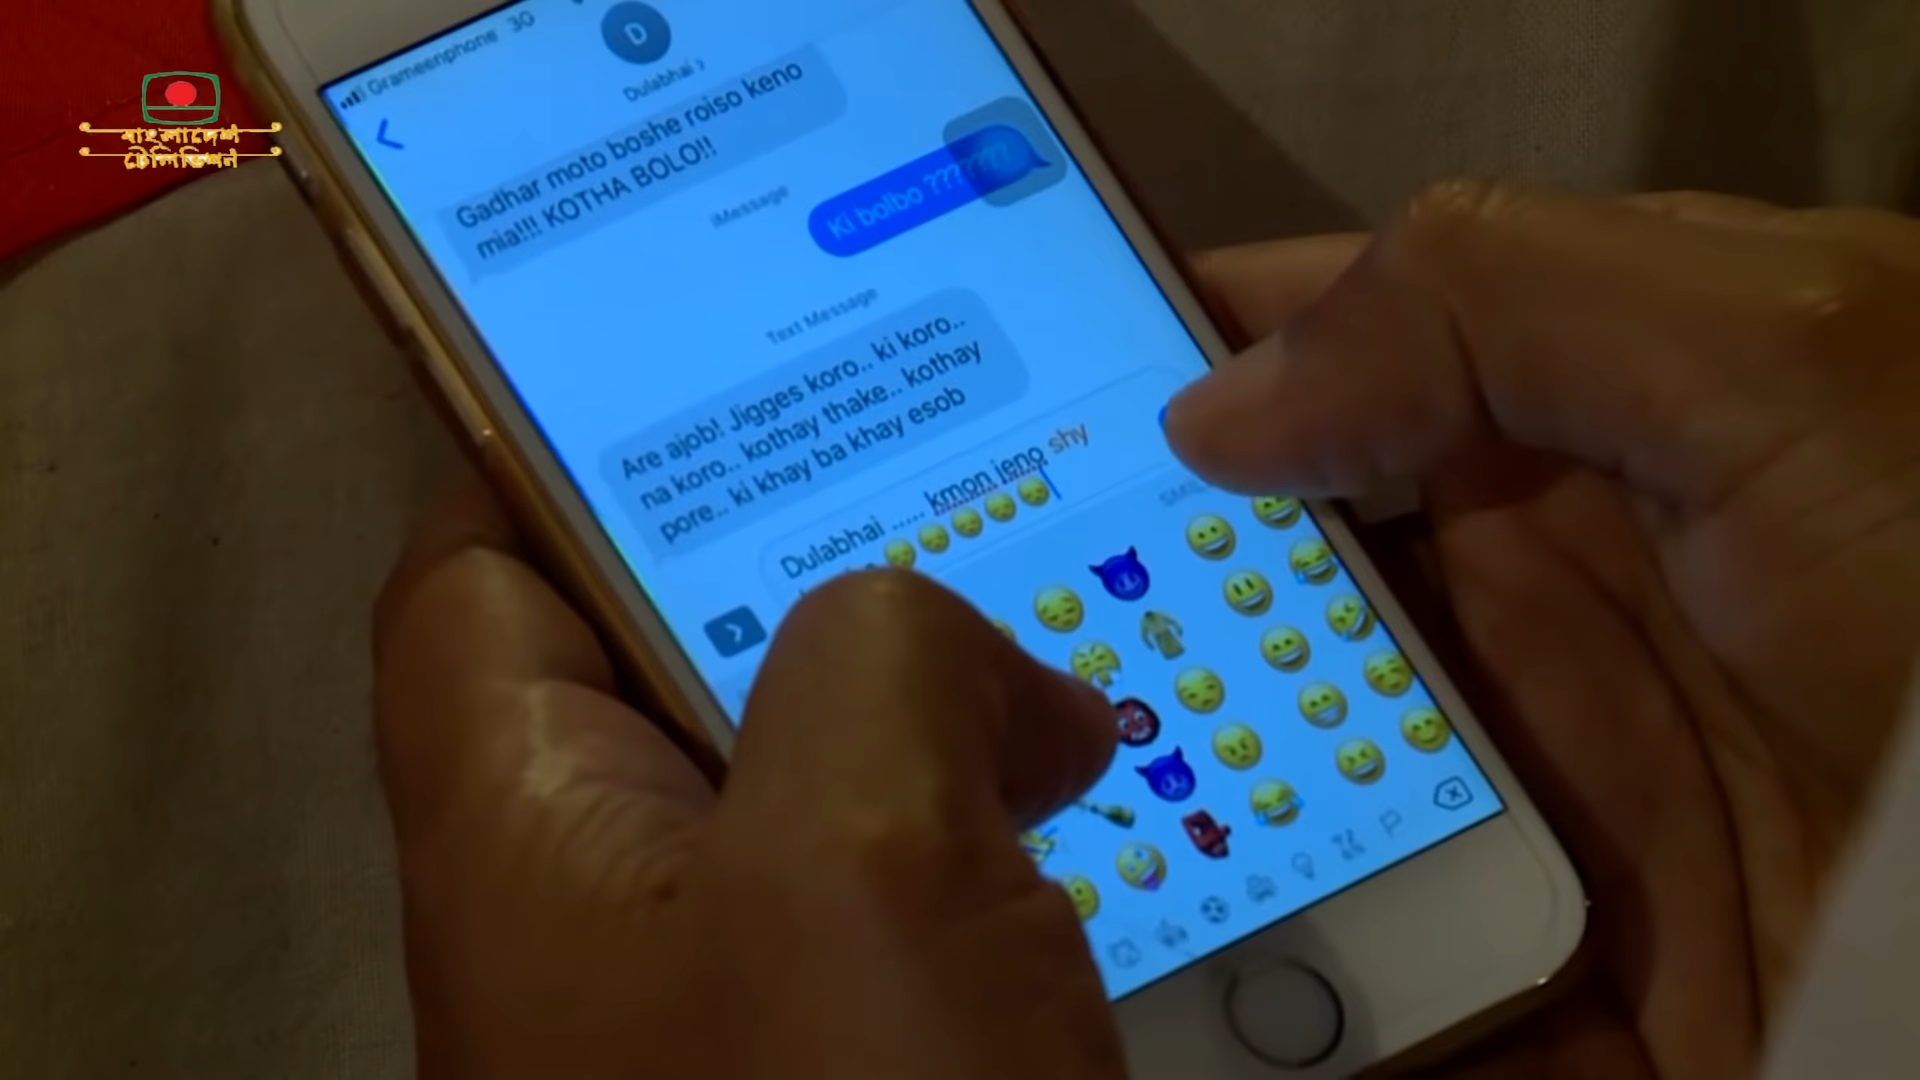 বাংলাদেশ
টেলিভিশন
Grameenphone 3G
D
Dulabhai
Gadhar moto boshe roiso keno
mia!!! KOTHA BOLO!!
iMessage
Ki bolbo ???????
Text Message
Are ajob! Jigges koro.. ki koro..
na koro.. kothay thake.. kothay
pore.. ki khay ba khay esob
Dulabhai ..... kmon jeno shy